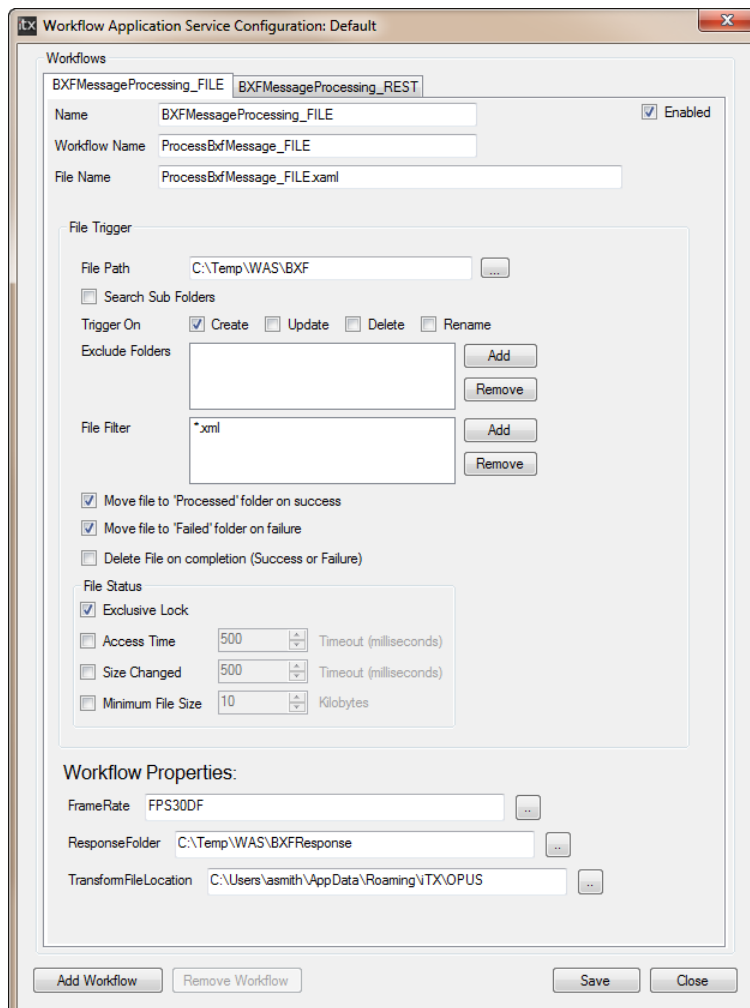 itx Workflow Application Service Configuration: Default
Workflows
BXFMessageProcessing_FILE BXFMessageProcessing_REST
Name BXFMessageProcessing_FILE Enabled
Workflow Name ProcessBxfMessage_FILE
File Name ProcessBxfMessage_FILE.xaml
File Trigger
File Path C:\Temp\WAS\BXF ...
Search Sub Folders
Trigger On Create Update Delete Rename
Exclude Folders Add
Remove
File Filter *.xml Add
Remove
Move file to 'Processed' folder on success
Move file to 'Failed' folder on failure
Delete File on completion (Success or Failure)
File Status
Exclusive Lock
Access Time 500 Timeout (milliseconds)
Size Changed 500 Timeout (milliseconds)
Minimum File Size 10 Kilobytes
Workflow Properties:
FrameRate FPS30DF ..
ResponseFolder C:\Temp\WAS\BXFResponse ..
TransformFileLocation C:\Users\asmith\AppData\Roaming\iTX\OPUS ..
Add Workflow Remove Workflow Save Close